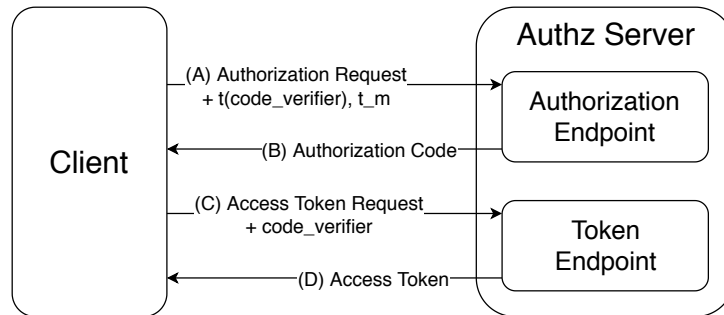 Authz Server
(A) Authorization Request
+ t(code_verifier), t_m
Authorization
Endpoint
Client
(B) Authorization Code
(C) Access Token Request
+ code_verifier
Token
Endpoint
(D) Access Token